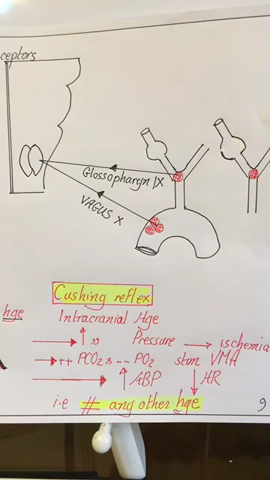 ceptors
Glossopharyn IX
VAGUS X
Cushing reflex
hge Intracranial Hge
→ ↑ ,, Pressure → ischemia
→ ++ PCO2 & -- PO2 stim VMA
→ ↑ ABP ↓ HR
i.e # any other hge
9